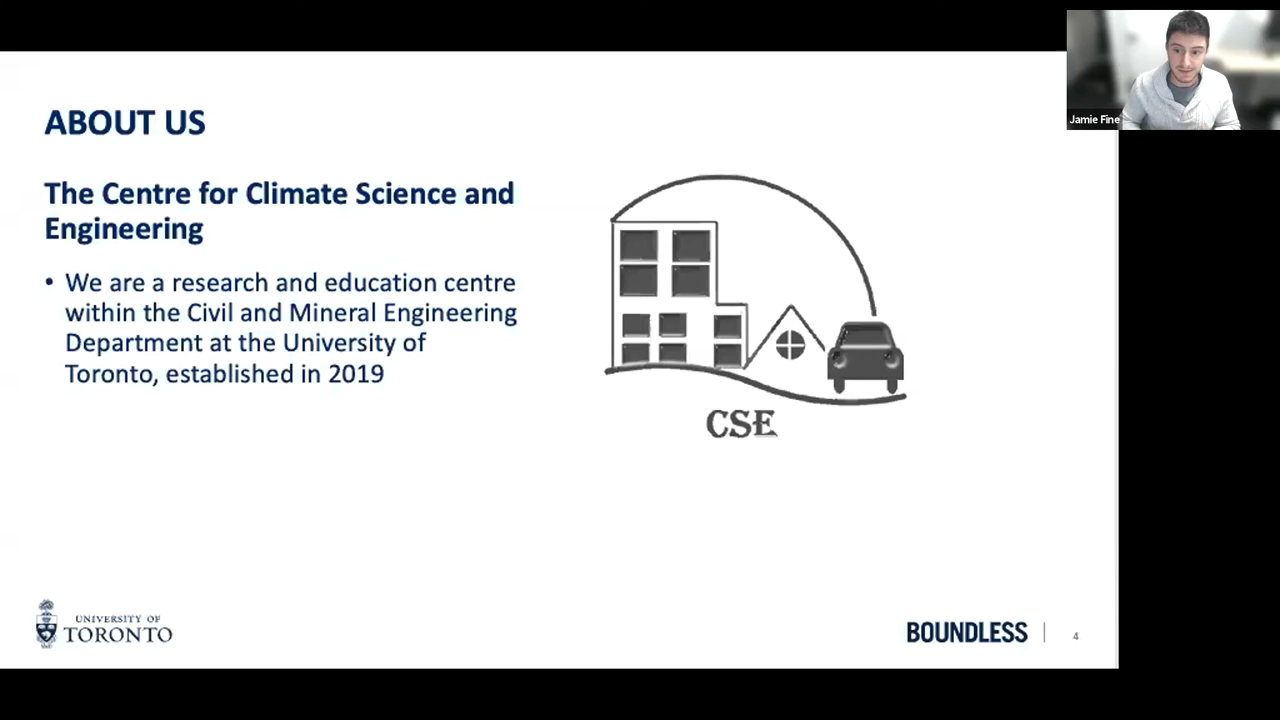 Jamie Fine
ABOUT US
The Centre for Climate Science and
Engineering
• We are a research and education centre
within the Civil and Mineral Engineering
Department at the University of
Toronto, established in 2019
CSE
UNIVERSITY OF
TORONTO
BOUNDLESS
4